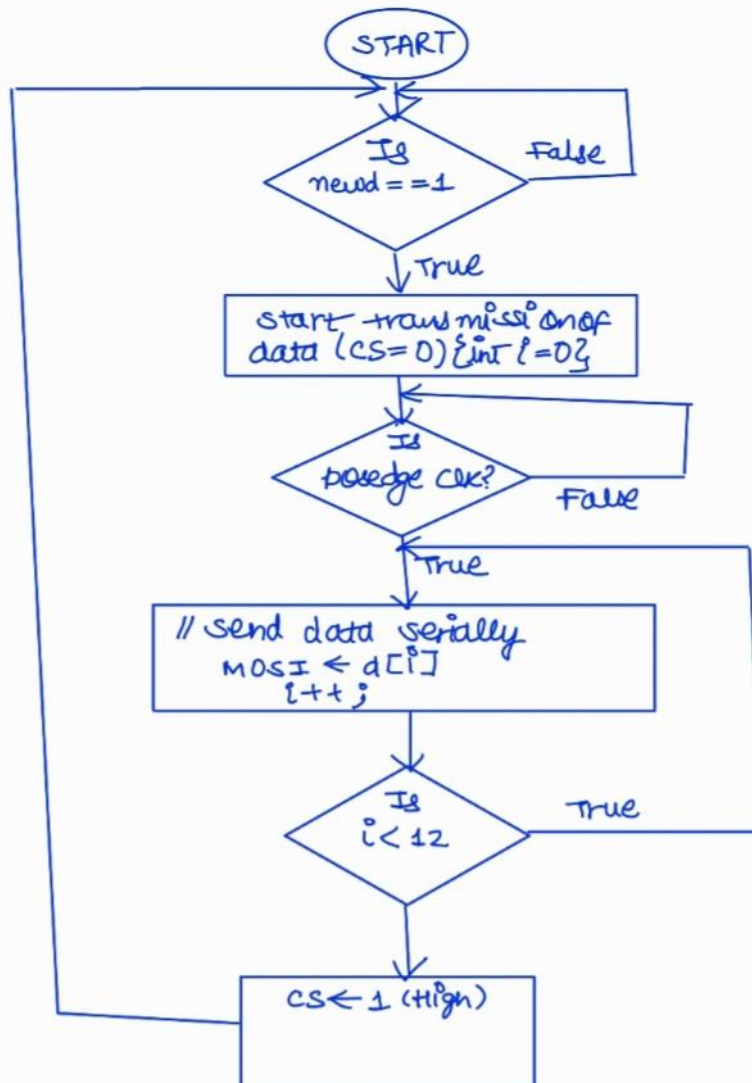 START
Is
newd==1
False
True
start transmission of
data (CS=0) {int i=0}
Is
posedge clk?
False
True
// send data serially
MOSI ← d[i]
i++;
Is
i<12
True
CS←1 (High)